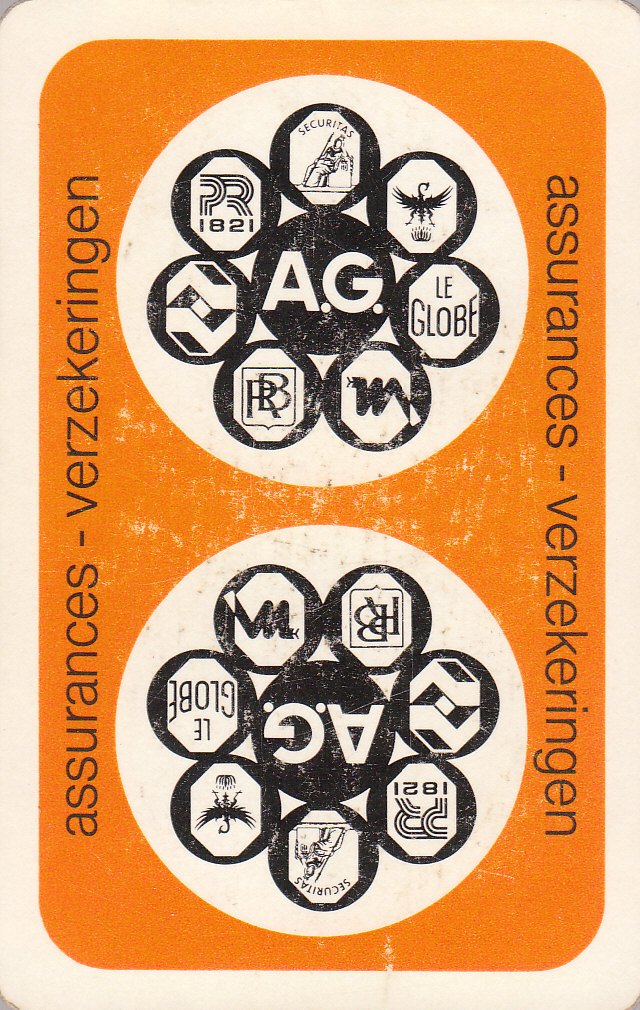 assurances - verzekeringen
SECURITAS
PR
1821
A.G.
LE
GLOBE
assurances - verzekeringen
LE
GLOBE
A.G.
PR
1821
SECURITAS